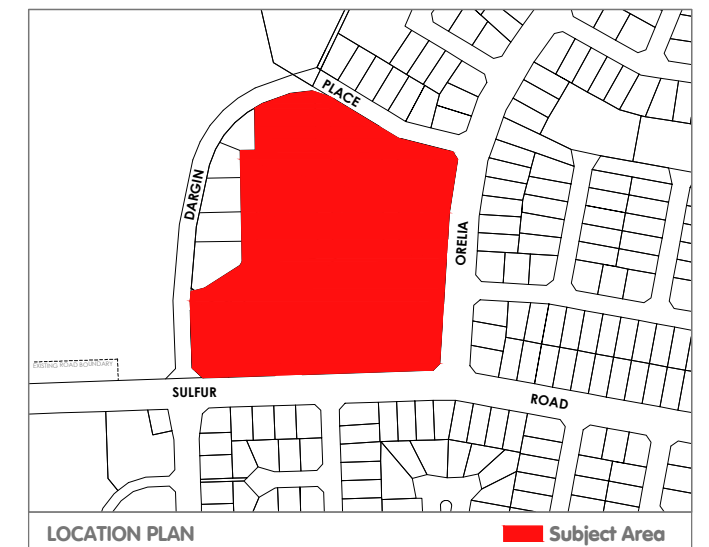 PLACE
DARGIN
ORELIA
EXISTING ROAD BOUNDARY
SULFUR
ROAD
LOCATION PLAN
Subject Area